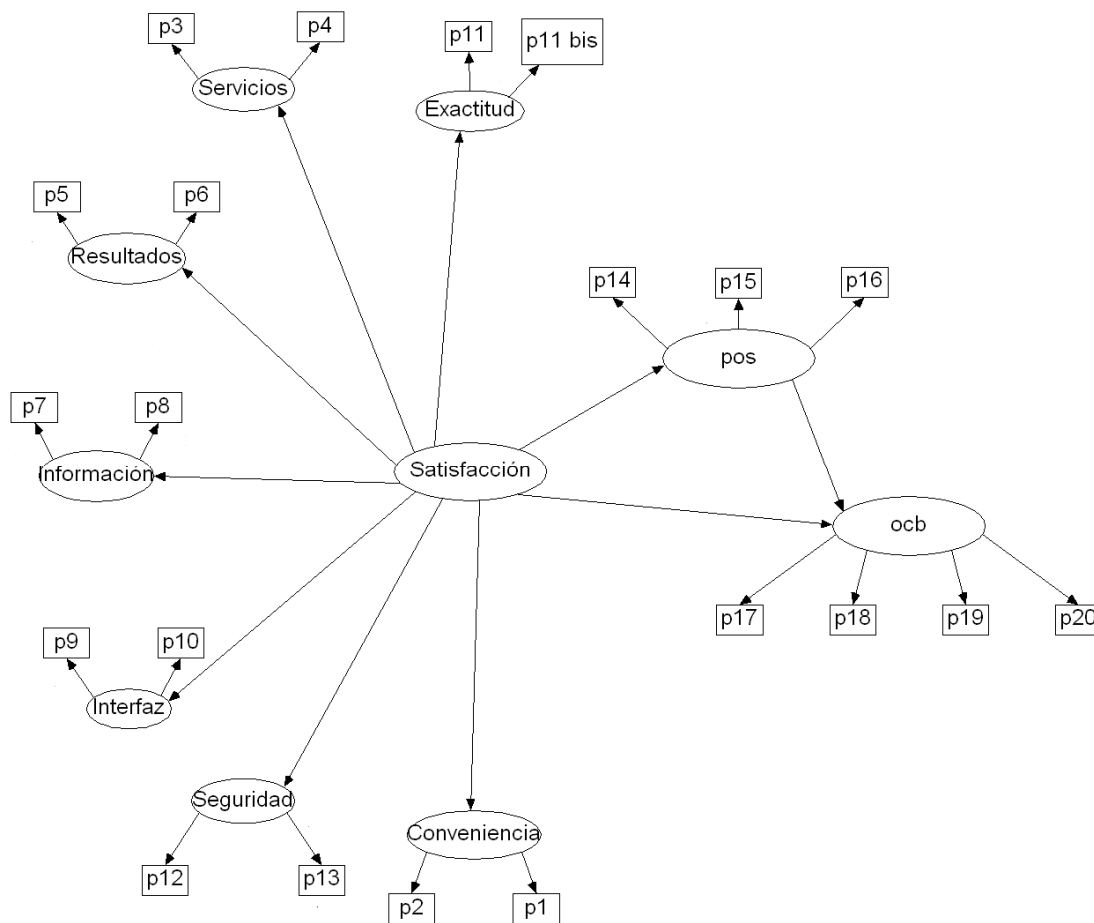 p3
p4
p11
p11 bis
Servicios
Exactitud
p5
p6
Resultados
p14
p15
p16
pos
p7
p8
Información
Satisfacción
ocb
p17
p18
p19
p20
p9
p10
Interfaz
Seguridad
Conveniencia
p12
p13
p2
p1